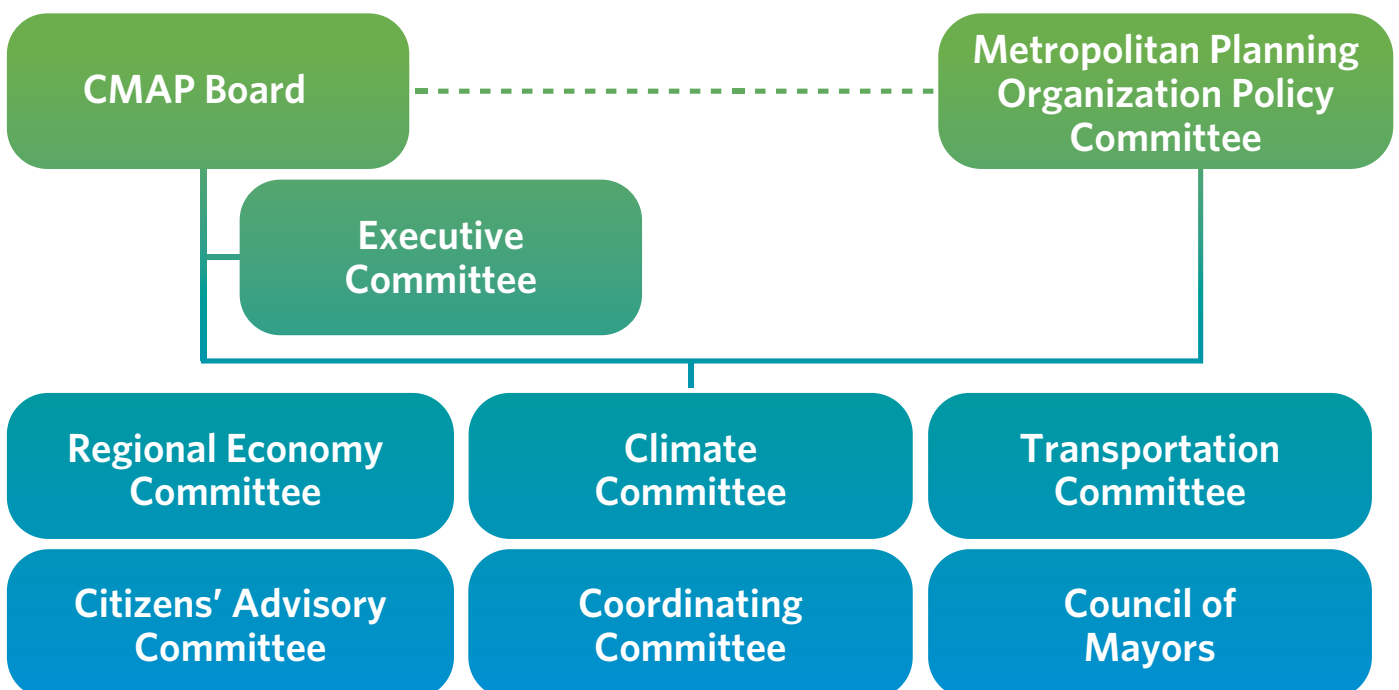 CMAP Board
Metropolitan Planning
Organization Policy
Committee
Executive
Committee
Regional Economy
Committee
Climate
Committee
Transportation
Committee
Citizens’ Advisory
Committee
Coordinating
Committee
Council of
Mayors